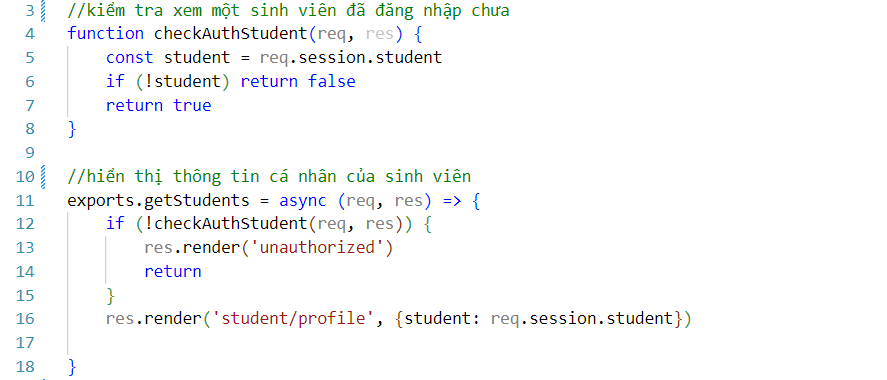 3 //kiểm tra xem một sinh viên đã đăng nhập chưa
4 function checkAuthStudent(req, res) {
5 const student = req.session.student
6 if (!student) return false
7 return true
8 }
9
10 //hiển thị thông tin cá nhân của sinh viên
11 exports.getStudents = async (req, res) => {
12 if (!checkAuthStudent(req, res)) {
13 res.render('unauthorized')
14 return
15 }
16 res.render('student/profile', {student: req.session.student})
17
18 }